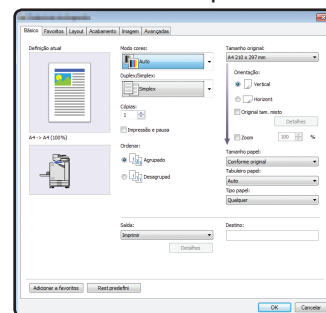 Básico Favoritos Layout Acabamento Imagem Avançadas
Definição atual
A4 -> A4 (100%)
Modo cores:
Auto
Duplex/Simplex:
Simplex
Cópias:
1
Impressão e pausa
Ordenar:
Agrupado
Desagrupad
Tamanho original:
A4 210 x 297 mm
Orientação:
Vertical
Horizont
Original tam. misto
Detalhes
Zoom 100 %
Tamanho papel:
Conforme original
Tabuleiro papel:
Auto
Tipo papel:
Qualquer
Saída:
Imprimir
Detalhes
Destino:
Adicionar a favoritos Rest predefini
OK Cancelar